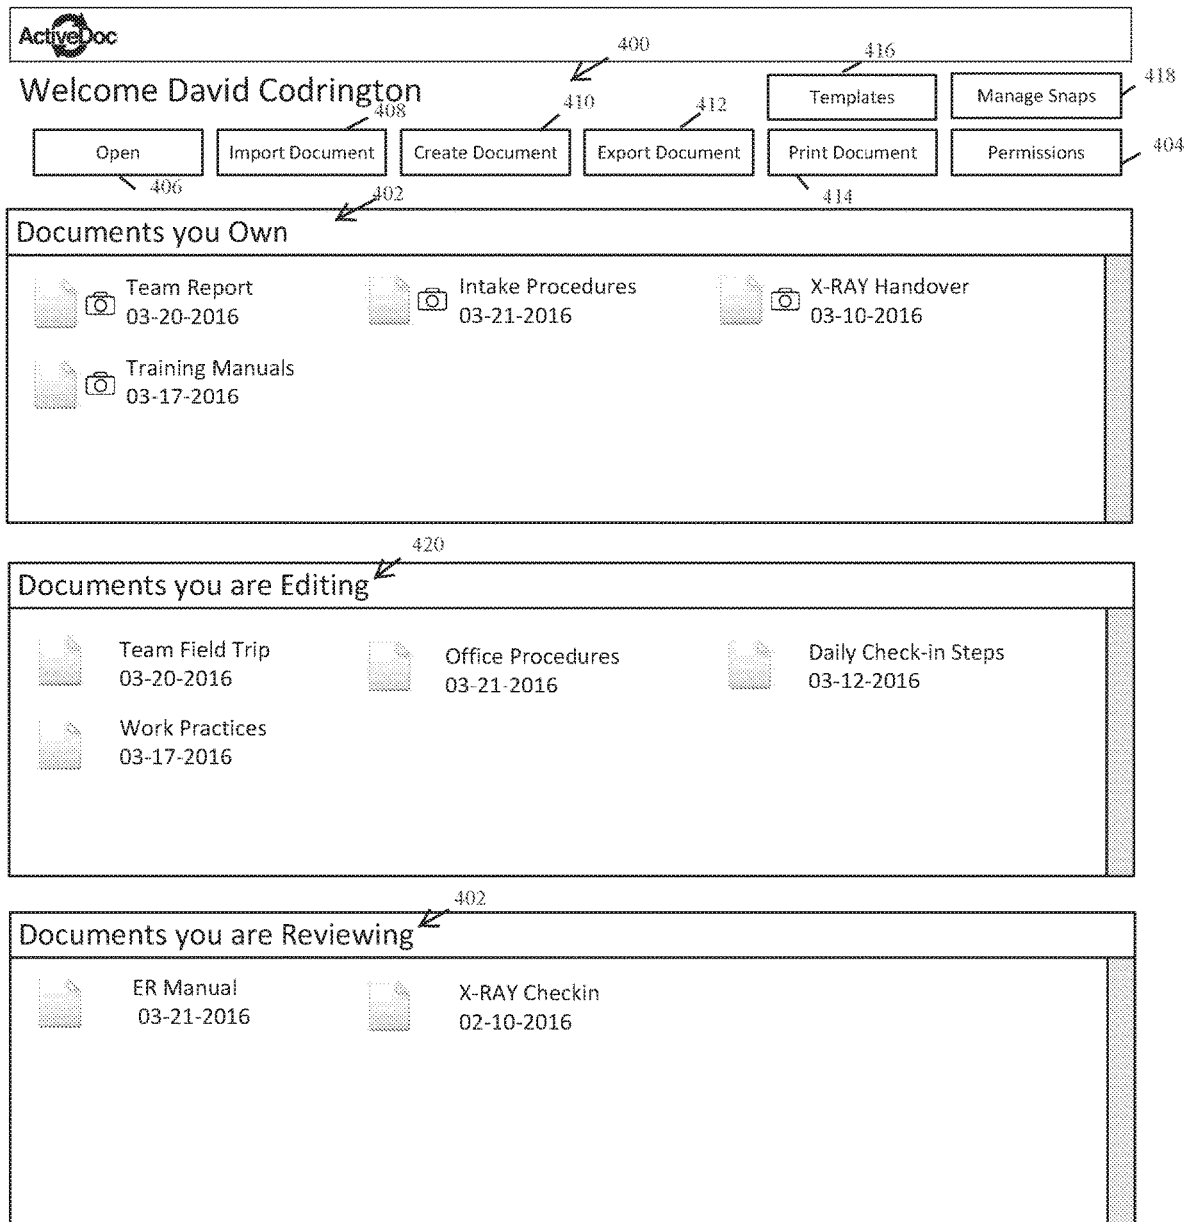 ActiveDoc
400
416
Welcome David Codrington
Templates
Manage Snaps
418
408
410
412
Open
Import Document
Create Document
Export Document
Print Document
Permissions
404
406
402
414
Documents you Own
Team Report
03-20-2016
Intake Procedures
03-21-2016
X-RAY Handover
03-10-2016
Training Manuals
03-17-2016
420
Documents you are Editing
Team Field Trip
03-20-2016
Office Procedures
03-21-2016
Daily Check-in Steps
03-12-2016
Work Practices
03-17-2016
402
Documents you are Reviewing
ER Manual
03-21-2016
X-RAY Checkin
02-10-2016